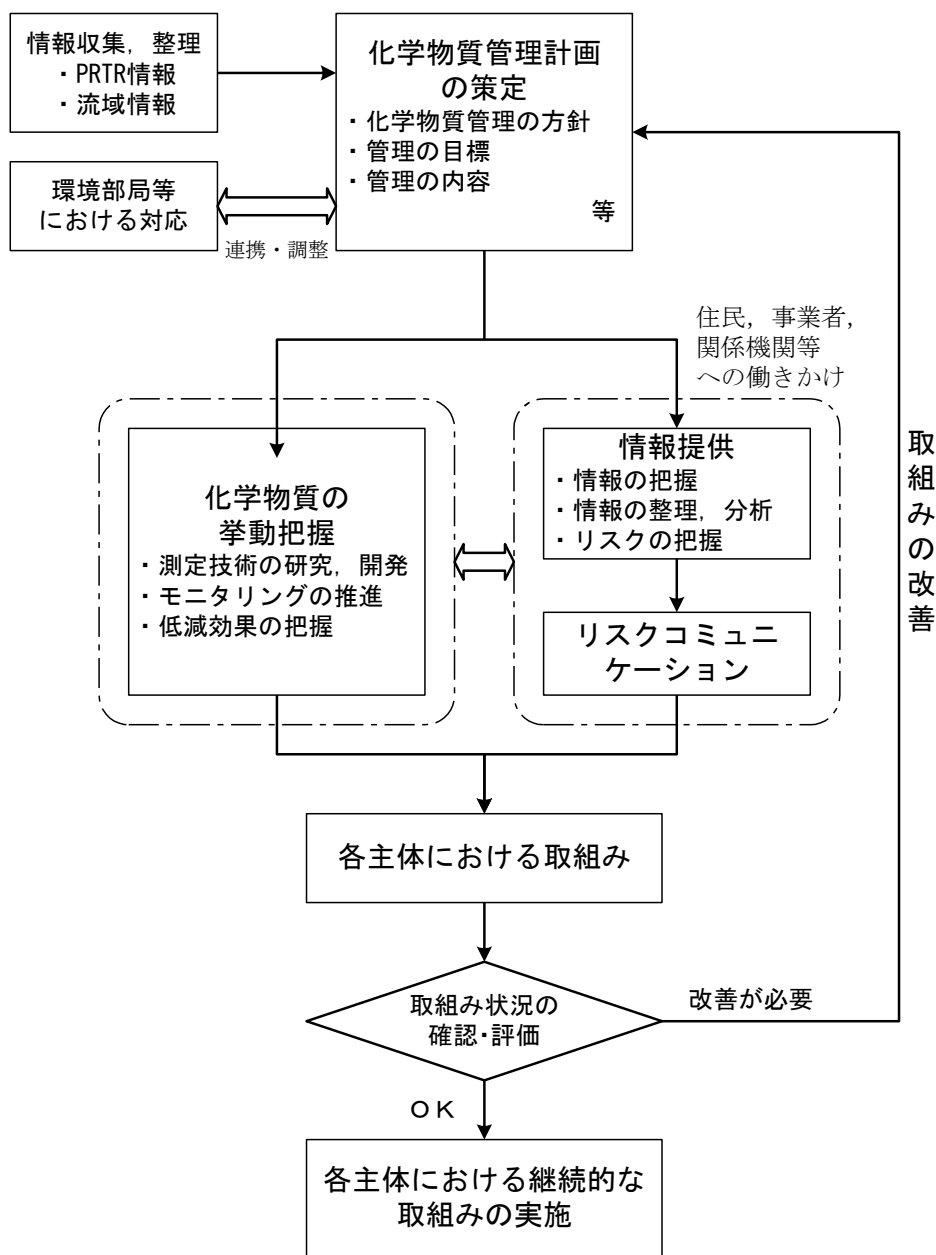 情報収集，整理
・PRTR情報
・流域情報
化学物質管理計画
の策定
・化学物質管理の方針
・管理の目標
・管理の内容
等
環境部局等
における対応
連携・調整
住民，事業者，
関係機関等
への働きかけ
化学物質の
挙動把握
・測定技術の研究，開発
・モニタリングの推進
・低減効果の把握
情報提供
・情報の把握
・情報の整理，分析
・リスクの把握
リスクコミュニ
ケーション
取組みの改善
各主体における取組み
取組み状況の
確認・評価
改善が必要
ＯＫ
各主体における継続的な
取組みの実施